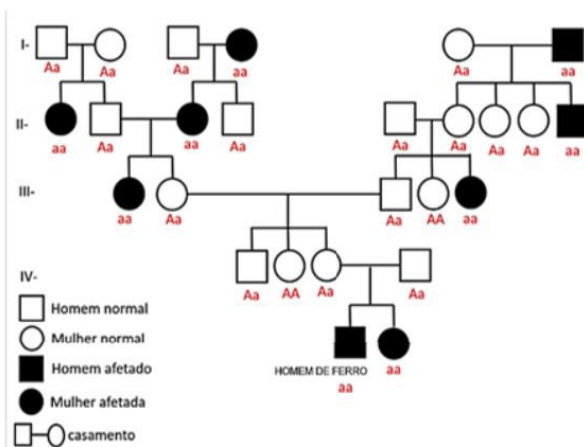 I-
Aa Aa Aa aa Aa aa
II-
aa Aa aa Aa Aa Aa Aa Aa aa
III-
aa Aa Aa AA aa
Aa AA Aa Aa
IV-
Homem normal
Mulher normal
Homem afetado
HOMEM DE FERRO
aa aa
Mulher afetada
casamento